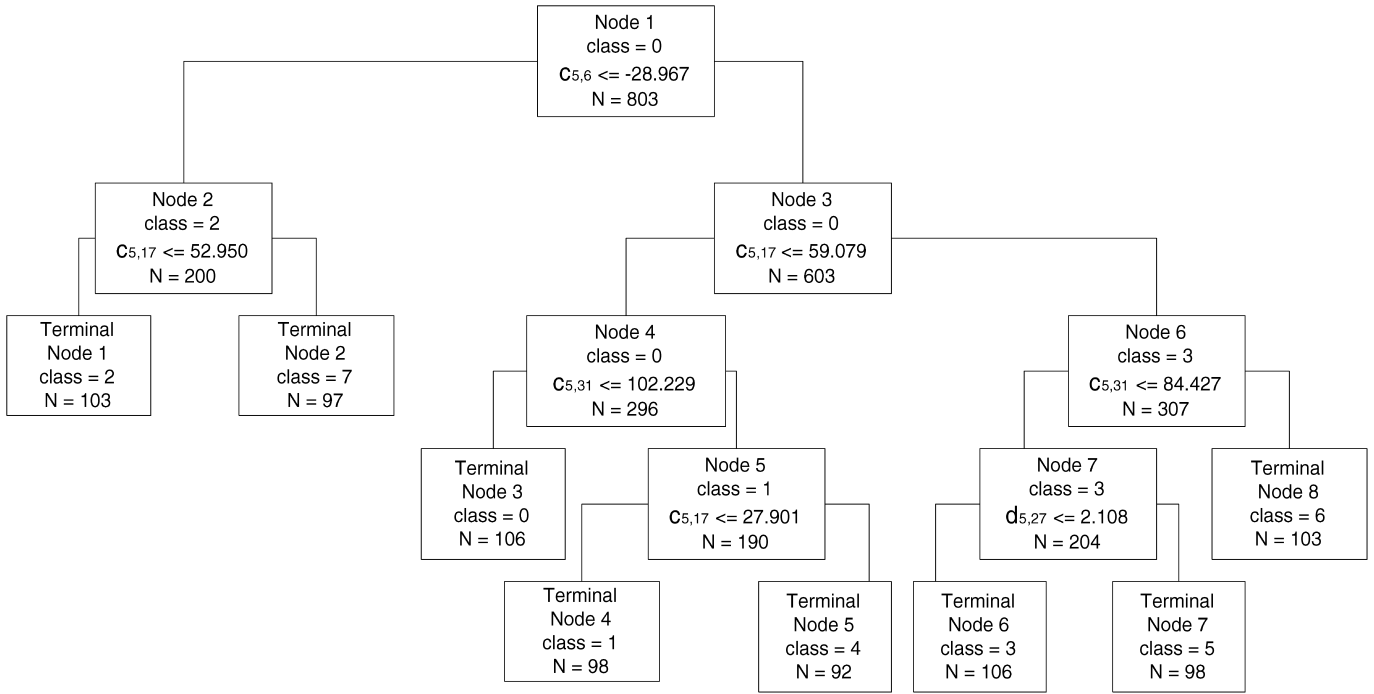 Node 1
class = 0
c5,6 <= -28.967
N = 803
Node 2
class = 2
c5,17 <= 52.950
N = 200
Node 3
class = 0
c5,17 <= 59.079
N = 603
Terminal
Node 1
class = 2
N = 103
Terminal
Node 2
class = 7
N = 97
Node 4
class = 0
c5,31 <= 102.229
N = 296
Node 6
class = 3
c5,31 <= 84.427
N = 307
Terminal
Node 3
class = 0
N = 106
Node 5
class = 1
c5,17 <= 27.901
N = 190
Node 7
class = 3
d5,27 <= 2.108
N = 204
Terminal
Node 8
class = 6
N = 103
Terminal
Node 4
class = 1
N = 98
Terminal
Node 5
class = 4
N = 92
Terminal
Node 6
class = 3
N = 106
Terminal
Node 7
class = 5
N = 98